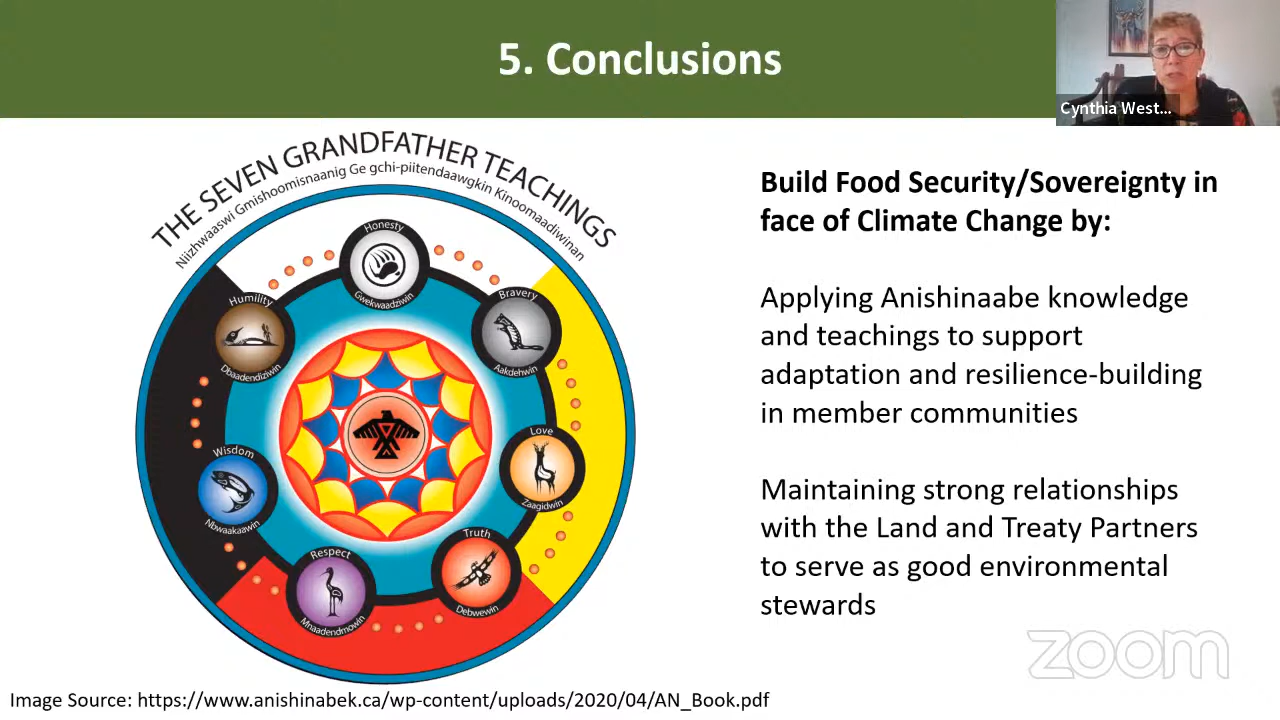 5. Conclusions
Cynthia West...
THE SEVEN GRANDFATHER TEACHINGS
Niizhwaaswi Gmishoomisnaanig Ge gchi-piitendaawgkin Kinoomaadiwinan
Honesty
Gwekwaadziwin
Humility
Dbaadendiziwin
Bravery
Aakdehwin
Wisdom
Nbwaakaawin
Love
Zaagidwin
Respect
Mnaadendmowin
Truth
Debwewin
Build Food Security/Sovereignty in
face of Climate Change by:
Applying Anishinaabe knowledge
and teachings to support
adaptation and resilience-building
in member communities
Maintaining strong relationships
with the Land and Treaty Partners
to serve as good environmental
stewards
zoom
Image Source: https://www.anishinabek.ca/wp-content/uploads/2020/04/AN_Book.pdf